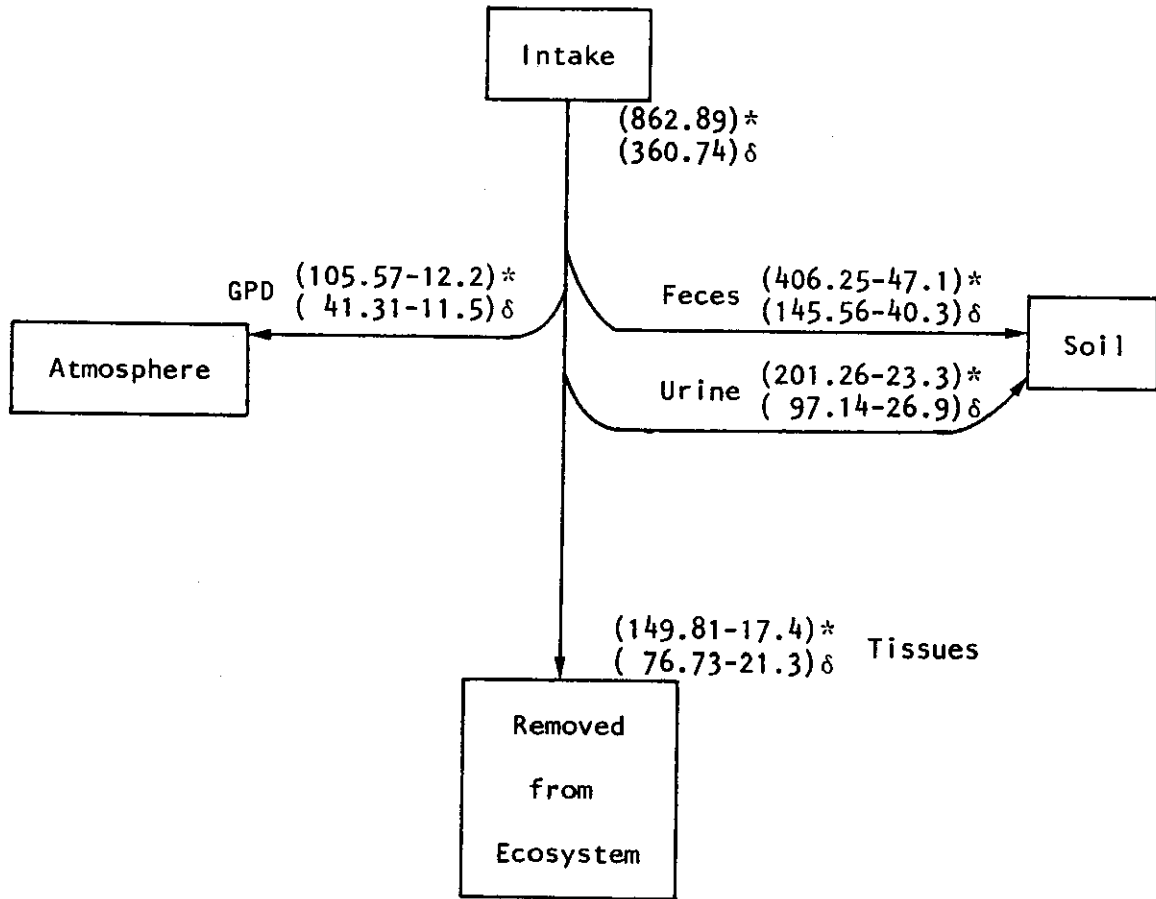 Intake
(862.89)*
(360.74)δ
GPD
(105.57-12.2)*
( 41.31-11.5)δ
Feces
(406.25-47.1)*
(145.56-40.3)δ
Atmosphere
Soil
Urine
(201.26-23.3)*
( 97.14-26.9)δ
(149.81-17.4)*
( 76.73-21.3)δ
Tissues
Removed
from
Ecosystem